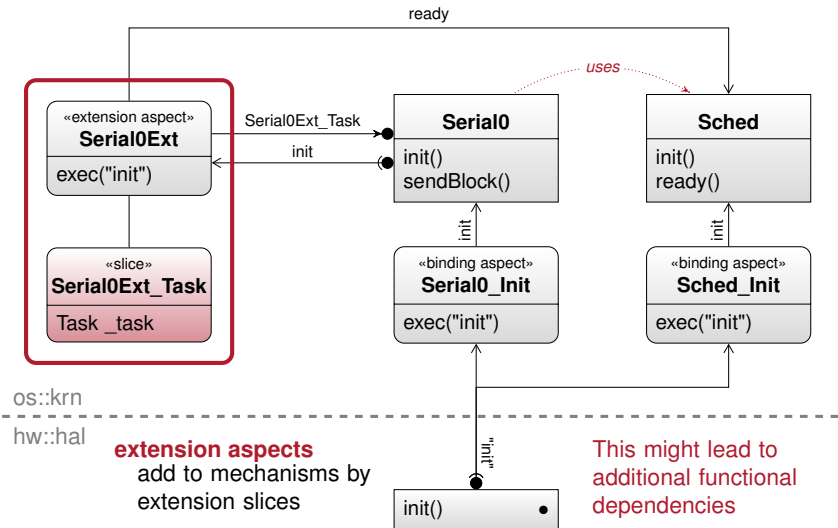 ready
uses
«extension aspect»
Serial0Ext
exec("init")
Serial0Ext_Task
init
Serial0
init()
sendBlock()
Sched
init()
ready()
init
init
«slice»
Serial0Ext_Task
Task _task
«binding aspect»
Serial0_Init
exec("init")
«binding aspect»
Sched_Init
exec("init")
os::krn
hw::hal
extension aspects
add to mechanisms by
extension slices
"init"
This might lead to
additional functional
dependencies
init()